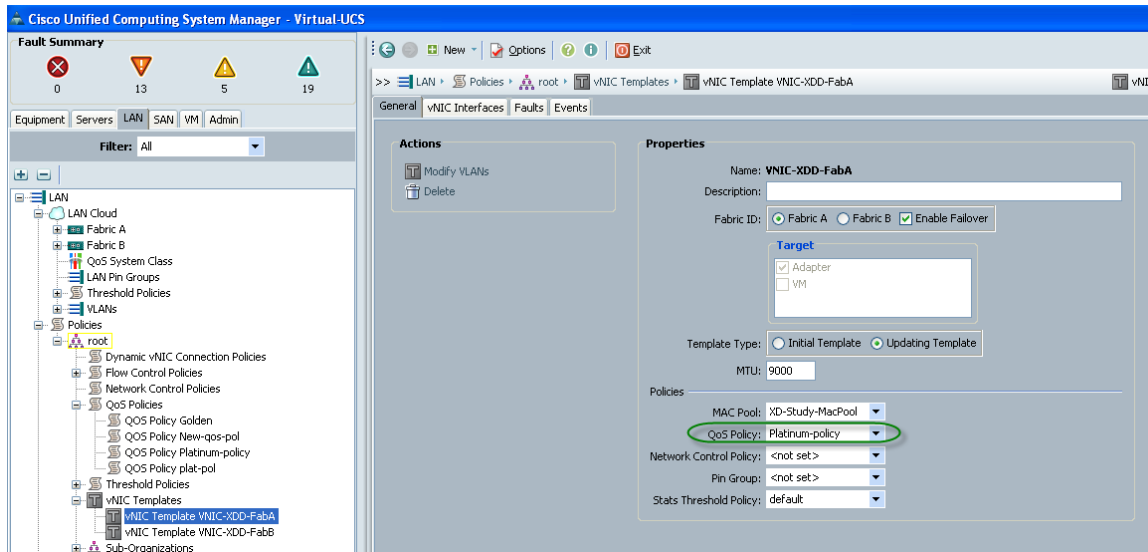 Cisco Unified Computing System Manager - Virtual-UCS
Fault Summary
0 13 5 19
Equipment Servers LAN SAN VM Admin
Filter: All
LAN
LAN Cloud
Fabric A
Fabric B
QoS System Class
LAN Pin Groups
Threshold Policies
VLANs
Policies
root
Dynamic vNIC Connection Policies
Flow Control Policies
Network Control Policies
QoS Policies
QOS Policy Golden
QOS Policy New-qos-pol
QOS Policy Platinum-policy
QOS Policy plat-pol
Threshold Policies
vNIC Templates
vNIC Template VNIC-XDD-FabA
vNIC Template VNIC-XDD-FabB
Sub-Organizations
New Options Exit
>> LAN Policies root vNIC Templates vNIC Template VNIC-XDD-FabA vNI
General vNIC Interfaces Faults Events
Actions
Modify VLANs
Delete
Properties
Name: VNIC-XDD-FabA
Description:
Fabric ID: Fabric A Fabric B Enable Failover
Target
Adapter
VM
Template Type: Initial Template Updating Template
MTU: 9000
Policies
MAC Pool: XD-Study-MacPool
QoS Policy: Platinum-policy
Network Control Policy: <not set>
Pin Group: <not set>
Stats Threshold Policy: default